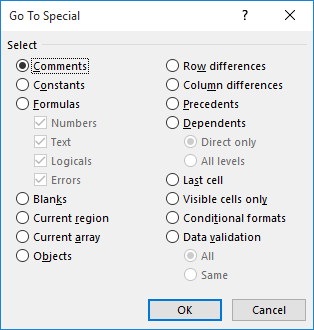 Go To Special
Select
Comments
Constants
Formulas
Numbers
Text
Logicals
Errors
Blanks
Current region
Current array
Objects
Row differences
Column differences
Precedents
Dependents
Direct only
All levels
Last cell
Visible cells only
Conditional formats
Data validation
All
Same
OK
Cancel